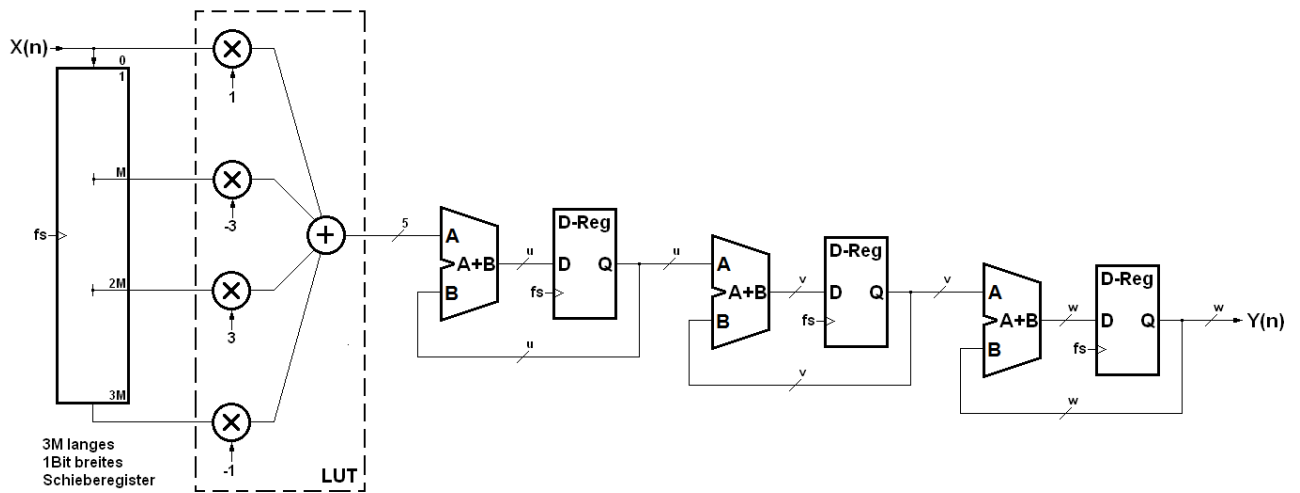 X(n)
0
1
M
2M
3M
fs
3M langes
1Bit breites
Schieberegister
1
-3
3
-1
LUT
5
A
A+B
B
u
D-Reg
D
Q
fs
u
u
A
A+B
B
v
D-Reg
D
Q
fs
v
v
A
A+B
B
w
D-Reg
D
Q
fs
w
w
Y(n)